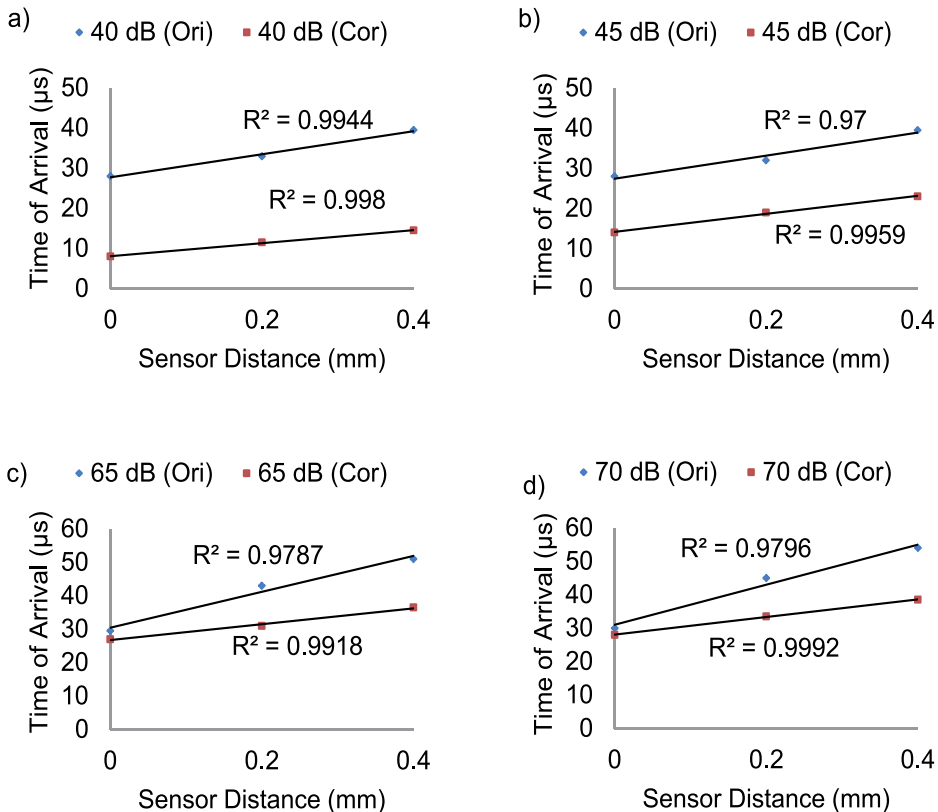 a)
40 dB (Ori) 40 dB (Cor)
Time of Arrival (µs)
50
40
30
20
10
0
R² = 0.9944
R² = 0.998
0 0.2 0.4
Sensor Distance (mm)
b)
45 dB (Ori) 45 dB (Cor)
Time of Arrival (µs)
50
40
30
20
10
0
R² = 0.97
R² = 0.9959
0 0.2 0.4
Sensor Distance (mm)
c)
65 dB (Ori) 65 dB (Cor)
Time of Arrival (µs)
60
50
40
30
20
10
0
R² = 0.9787
R² = 0.9918
0 0.2 0.4
Sensor Distance (mm)
d)
70 dB (Ori) 70 dB (Cor)
Time of Arrival (µs)
60
50
40
30
20
10
0
R² = 0.9796
R² = 0.9992
0 0.2 0.4
Sensor Distance (mm)